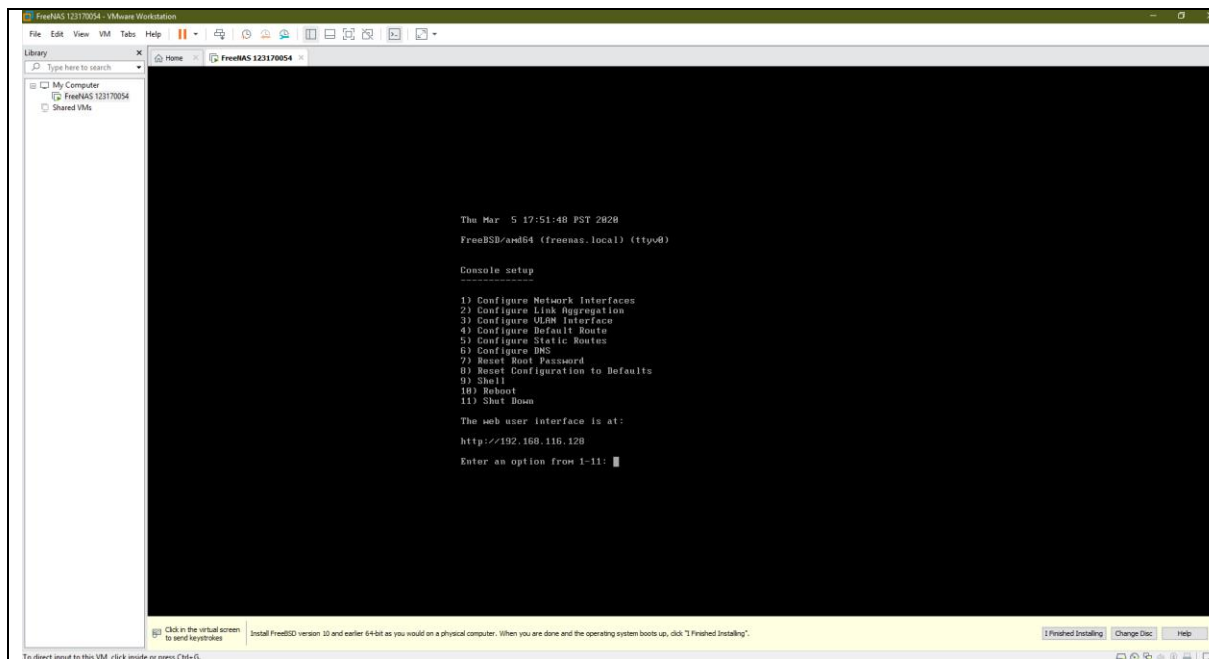 FreeNAS 123170054 - VMware Workstation
File Edit View VM Tabs Help
Library
Type here to search
My Computer
FreeNAS 123170054
Shared VMs
Home
FreeNAS 123170054
Thu Mar 5 17:51:48 PST 2020
FreeBSD/amd64 (freenas.local) (ttyv0)
Console setup
-------------
1) Configure Network Interfaces
2) Configure Link Aggregation
3) Configure VLAN Interface
4) Configure Default Route
5) Configure Static Routes
6) Configure DNS
7) Reset Root Password
8) Reset Configuration to Defaults
9) Shell
10) Reboot
11) Shut Down
The web user interface is at:
http://192.168.116.128
Enter an option from 1-11:
Click in the virtual screen
to send keystrokes
Install FreeBSD version 10 and earlier 64-bit as you would on a physical computer. When you are done and the operating system boots up, click "I Finished Installing".
I Finished Installing
Change Disc
Help
To direct input to this VM, click inside or press Ctrl+G.